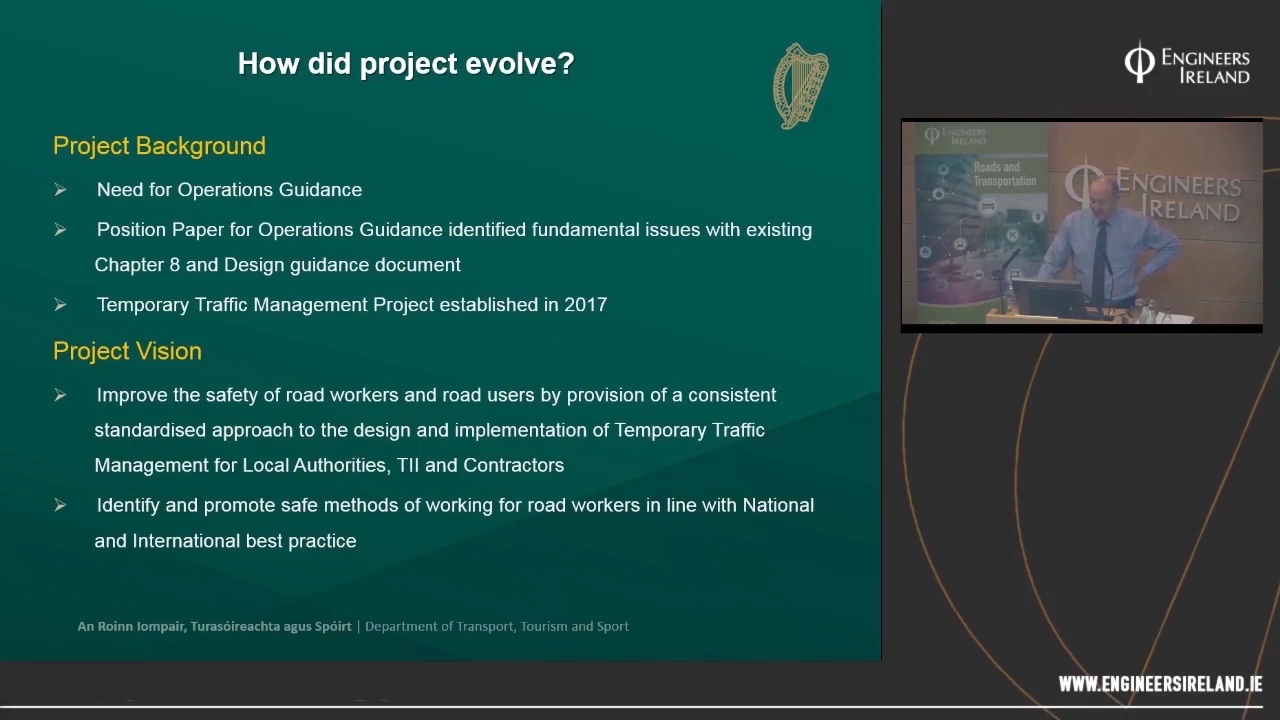 How did project evolve?
Project Background
Need for Operations Guidance
Position Paper for Operations Guidance identified fundamental issues with existing
Chapter 8 and Design guidance document
Temporary Traffic Management Project established in 2017
Project Vision
Improve the safety of road workers and road users by provision of a consistent
standardised approach to the design and implementation of Temporary Traffic
Management for Local Authorities, TII and Contractors
Identify and promote safe methods of working for road workers in line with National
and International best practice
An Roinn Iompair, Turasóireachta agus Spóirt | Department of Transport, Tourism and Sport
ENGINEERS
IRELAND
ENGINEERS
IRELAND
Roads and
Transportation
ENGINEERS
IRELAND
WWW.ENGINEERSIRELAND.IE